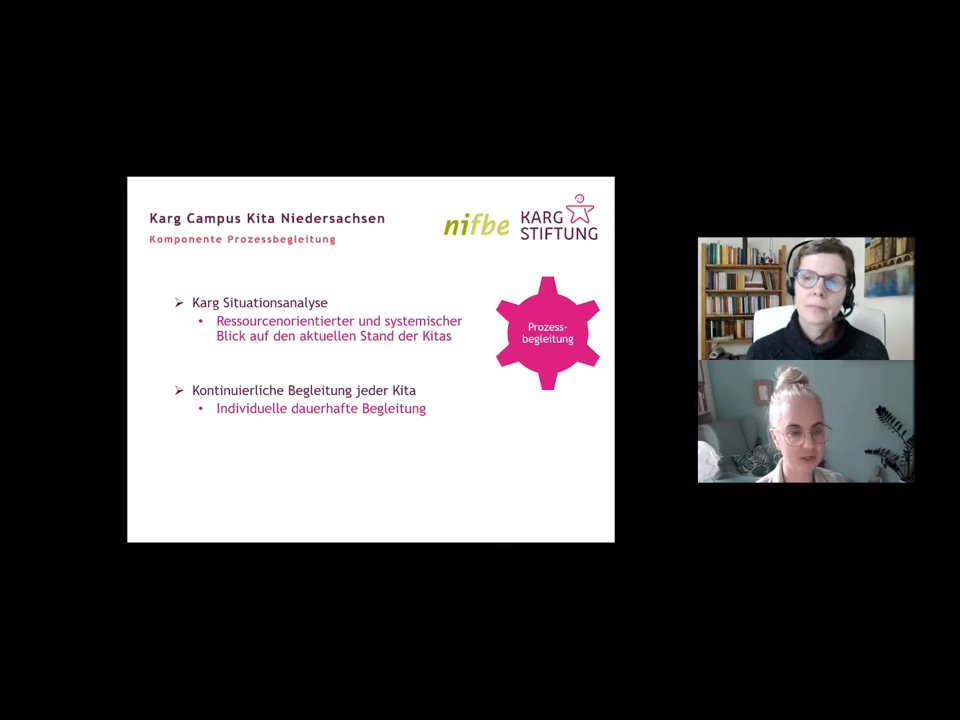 Karg Campus Kita Niedersachsen
Komponente Prozessbegleitung
nifbe
KARG
STIFTUNG
➢ Karg Situationsanalyse
• Ressourcenorientierter und systemischer
Blick auf den aktuellen Stand der Kitas
Prozess-
begleitung
➢ Kontinuierliche Begleitung jeder Kita
• Individuelle dauerhafte Begleitung